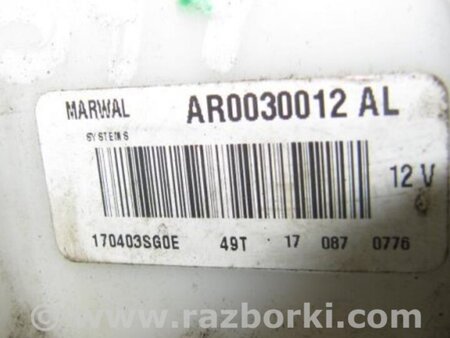 MARWAL AR0030012 AL
SYSTEMS
12 V
170403SG0E 49T 17 087 0776
www.razborki.com